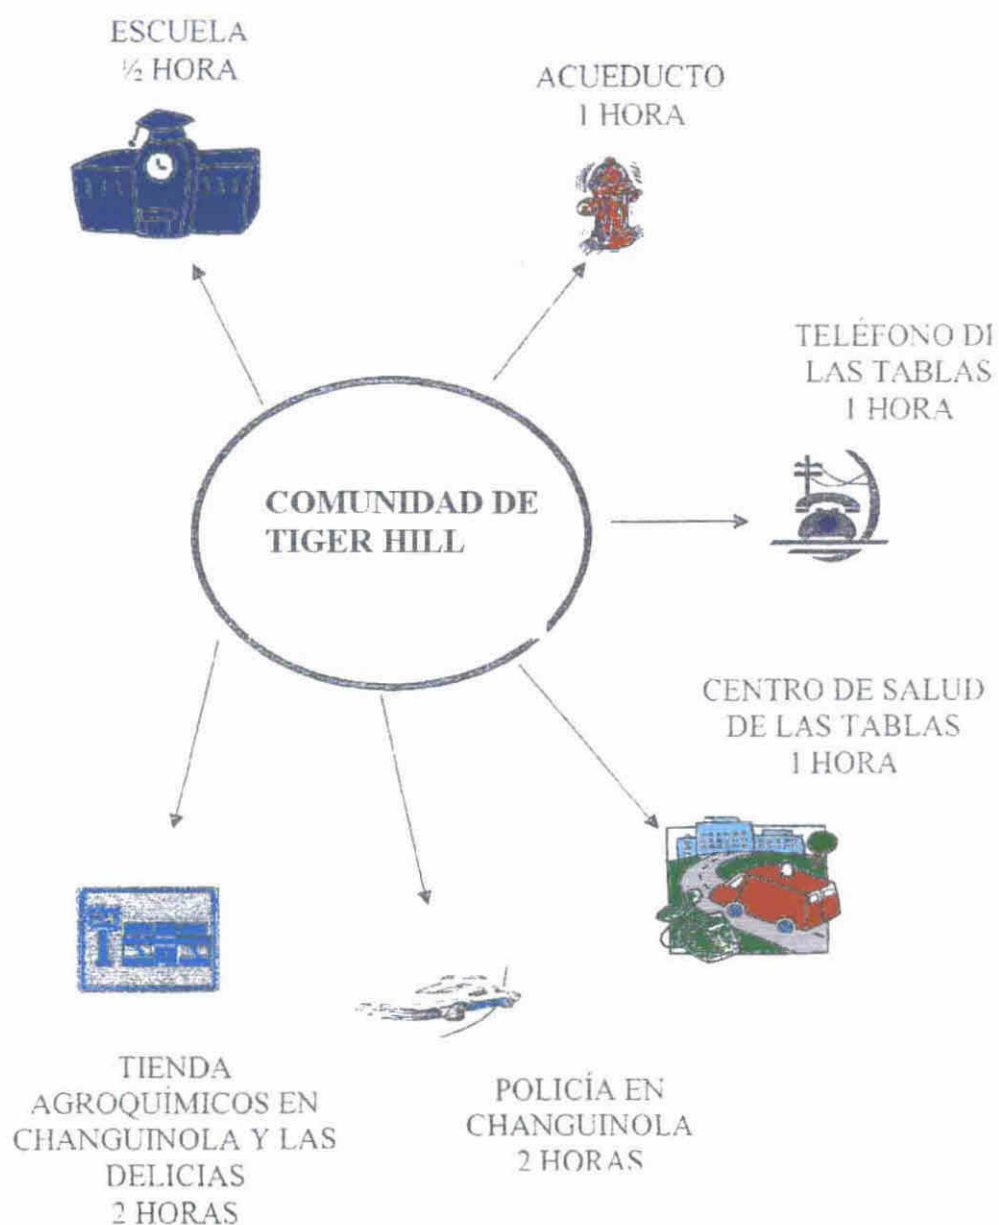 ESCUELA
½ HORA
ACUEDUCTO
1 HORA
TELÉFONO DI
LAS TABLAS
1 HORA
COMUNIDAD DE
TIGER HILL
CENTRO DE SALUD
DE LAS TABLAS
1 HORA
TIENDA
AGROQUÍMICOS EN
CHANGUINOLA Y LAS
DELICIAS
2 HORAS
POLICÍA EN
CHANGUINOLA
2 HORAS